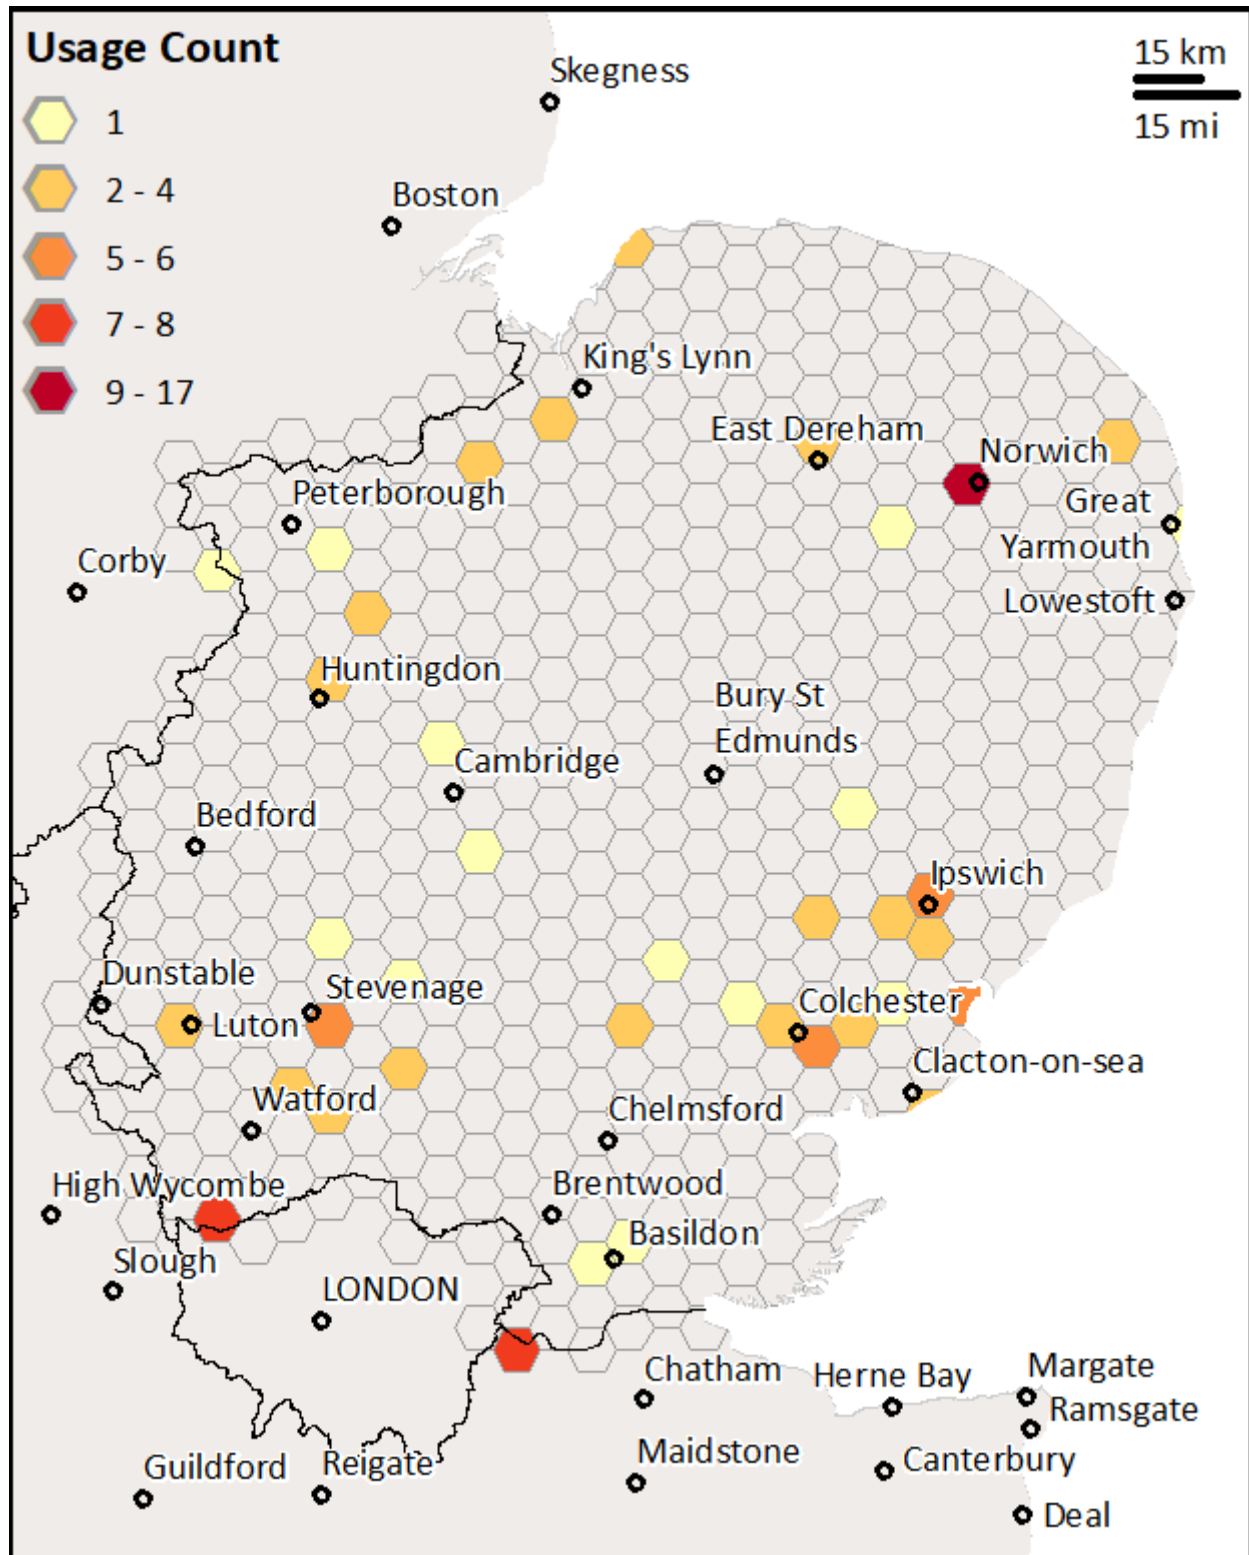 Usage Count
1
2 - 4
5 - 6
7 - 8
9 - 17
15 km
15 mi
Skegness
Boston
King's Lynn
East Dereham
Norwich
Peterborough
Great
Yarmouth
Corby
Lowestoft
Huntingdon
Bury St
Edmunds
Cambridge
Bedford
Ipswich
Dunstable
Stevenage
Colchester
Luton
Clacton-on-sea
Watford
Chelmsford
High Wycombe
Brentwood
Basildon
Slough
LONDON
Chatham
Herne Bay
Margate
Ramsgate
Guildford
Reigate
Maidstone
Canterbury
Deal